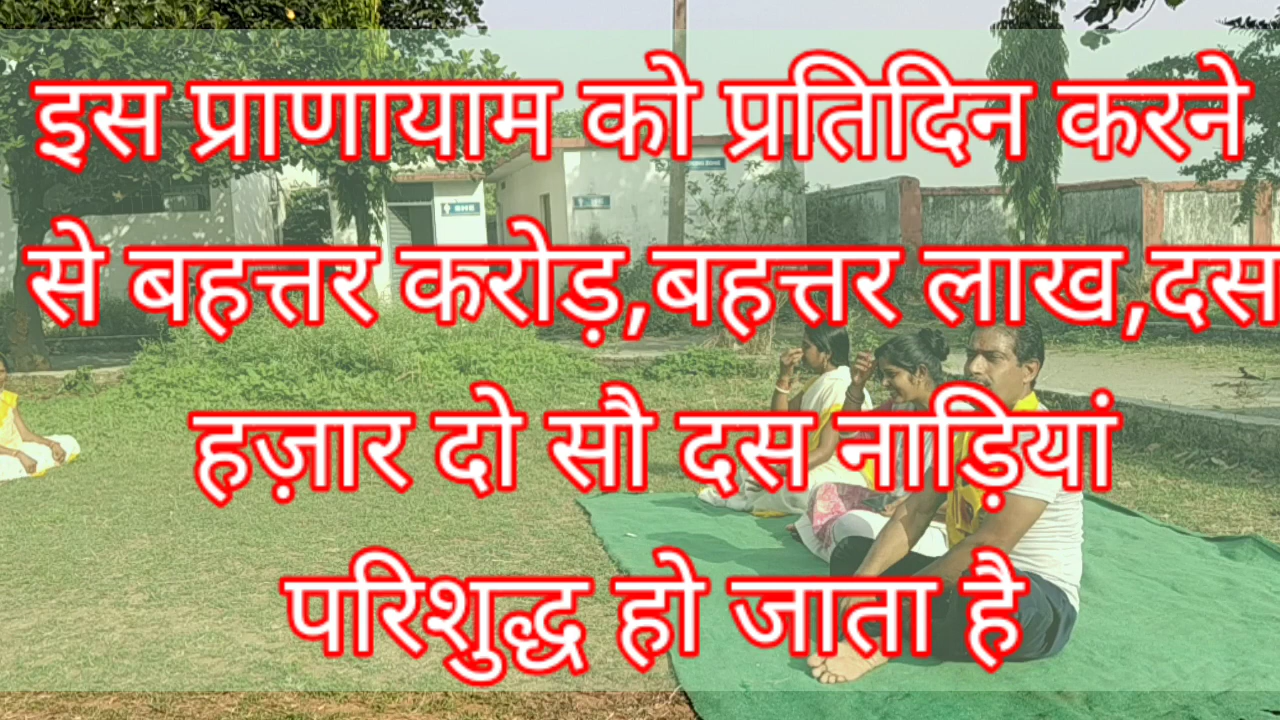 इस प्राणायाम को प्रतिदिन करने
से बहत्तर करोड़,बहत्तर लाख,दस
हज़ार दो सौ दस नाड़ियां
परिशुद्ध हो जाता है